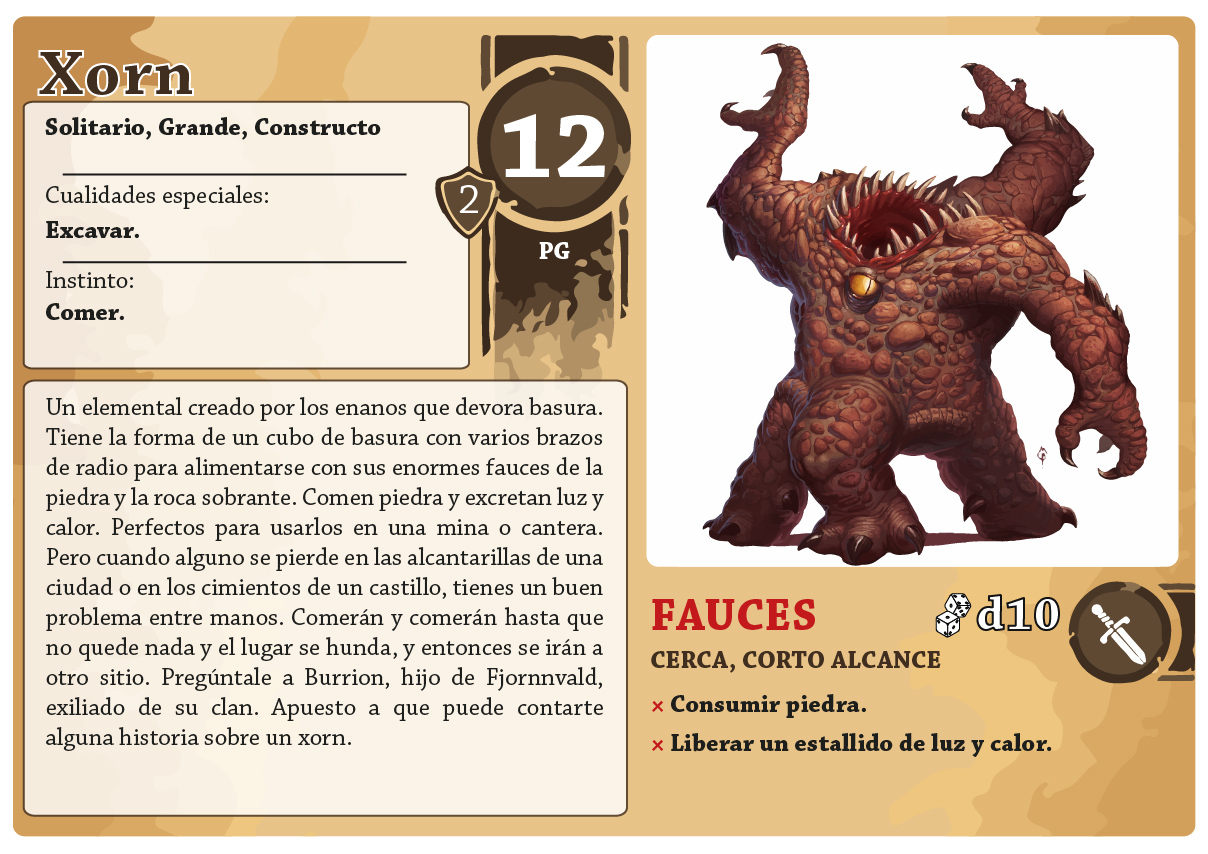 Xorn
Solitario, Grande, Constructo
Cualidades especiales:
Excavar.
Instinto:
Comer.
2
12
PG
Un elemental creado por los enanos que devora basura.
Tiene la forma de un cubo de basura con varios brazos
de radio para alimentarse con sus enormes fauces de la
piedra y la roca sobrante. Comen piedra y excretan luz y
calor. Perfectos para usarlos en una mina o cantera.
Pero cuando alguno se pierde en las alcantarillas de una
ciudad o en los cimientos de un castillo, tienes un buen
problema entre manos. Comerán y comerán hasta que
no quede nada y el lugar se hunda, y entonces se irán a
otro sitio. Pregúntale a Burrion, hijo de Fjornnvald,
exiliado de su clan. Apuesto a que puede contarte
alguna historia sobre un xorn.
FAUCES
d10
CERCA, CORTO ALCANCE
× Consumir piedra.
× Liberar un estallido de luz y calor.